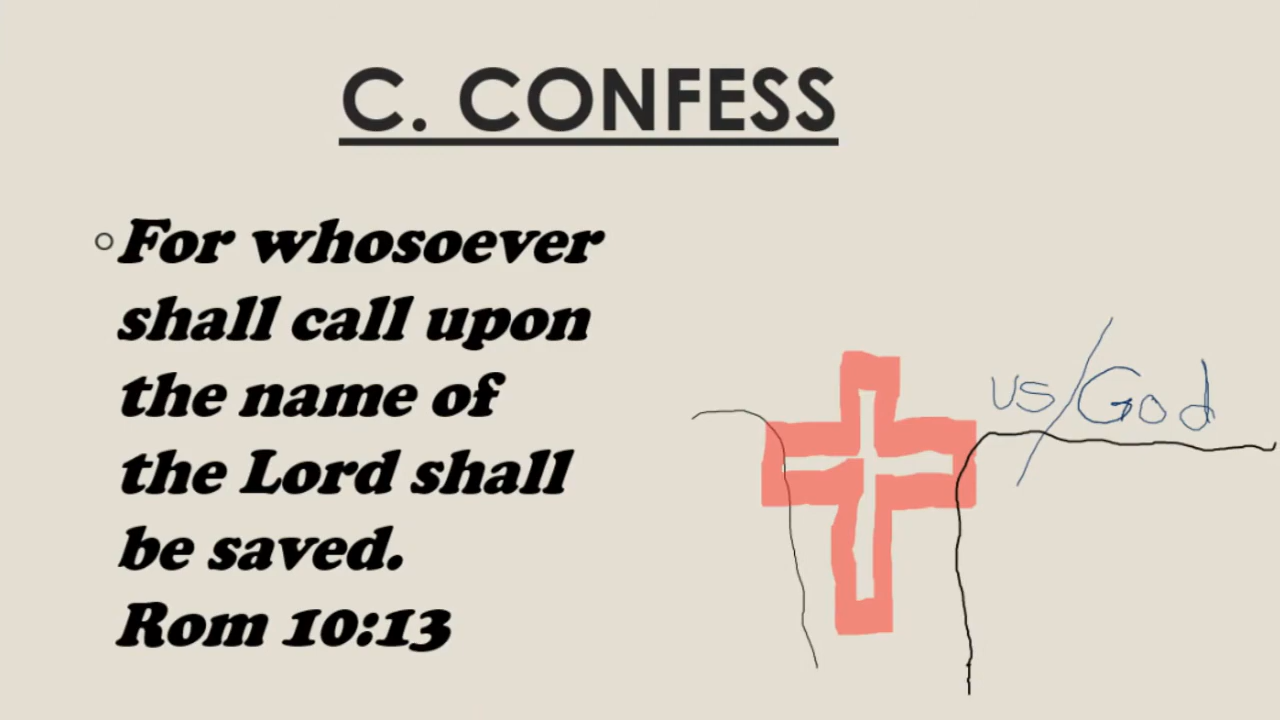 C. CONFESS
For whosoever
shall call upon
the name of
the Lord shall
be saved.
Rom 10:13
us/God